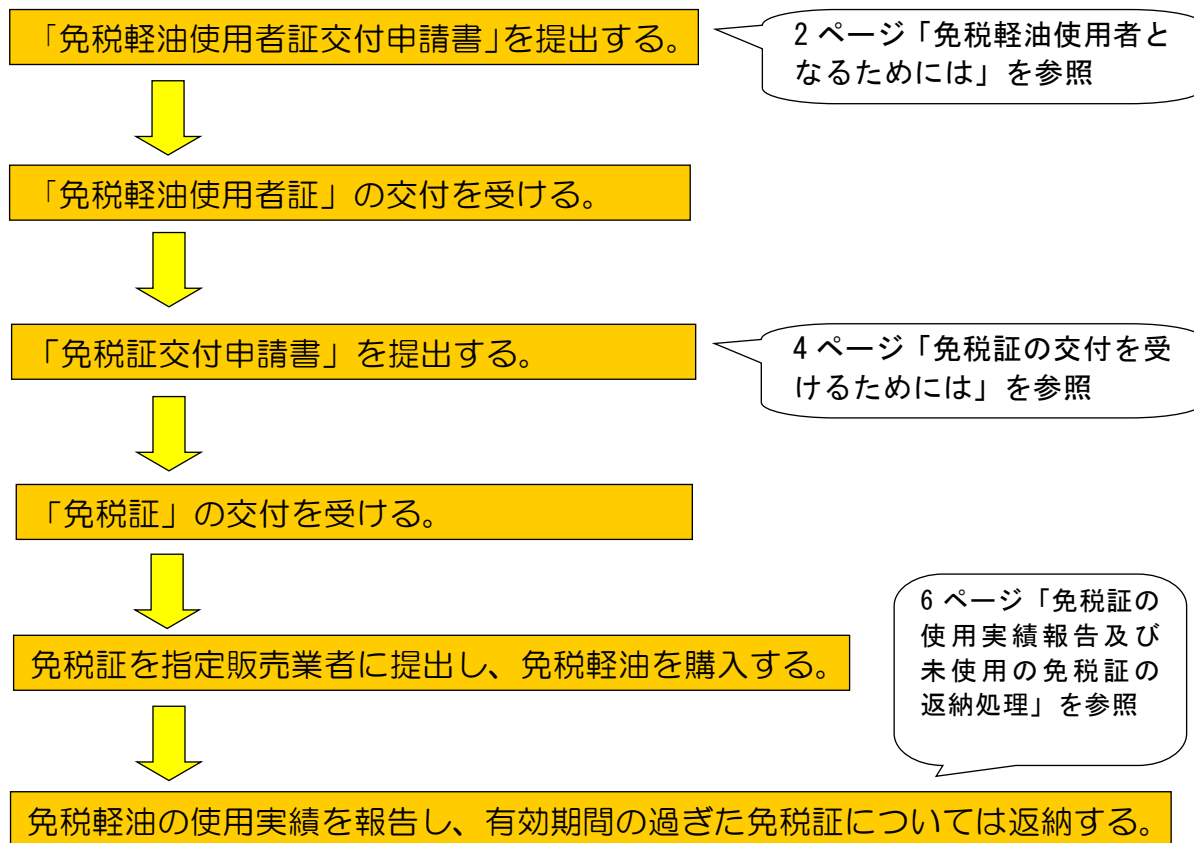 「免税軽油使用者証交付申請書」を提出する。
2 ページ「免税軽油使用者と
なるためには」を参照
「免税軽油使用者証」の交付を受ける。
「免税証交付申請書」を提出する。
4 ページ「免税証の交付を受
けるためには」を参照
「免税証」の交付を受ける。
免税証を指定販売業者に提出し、免税軽油を購入する。
6 ページ「免税証の
使用実績報告及び
未使用の免税証の
返納処理」を参照
免税軽油の使用実績を報告し、有効期間の過ぎた免税証については返納する。